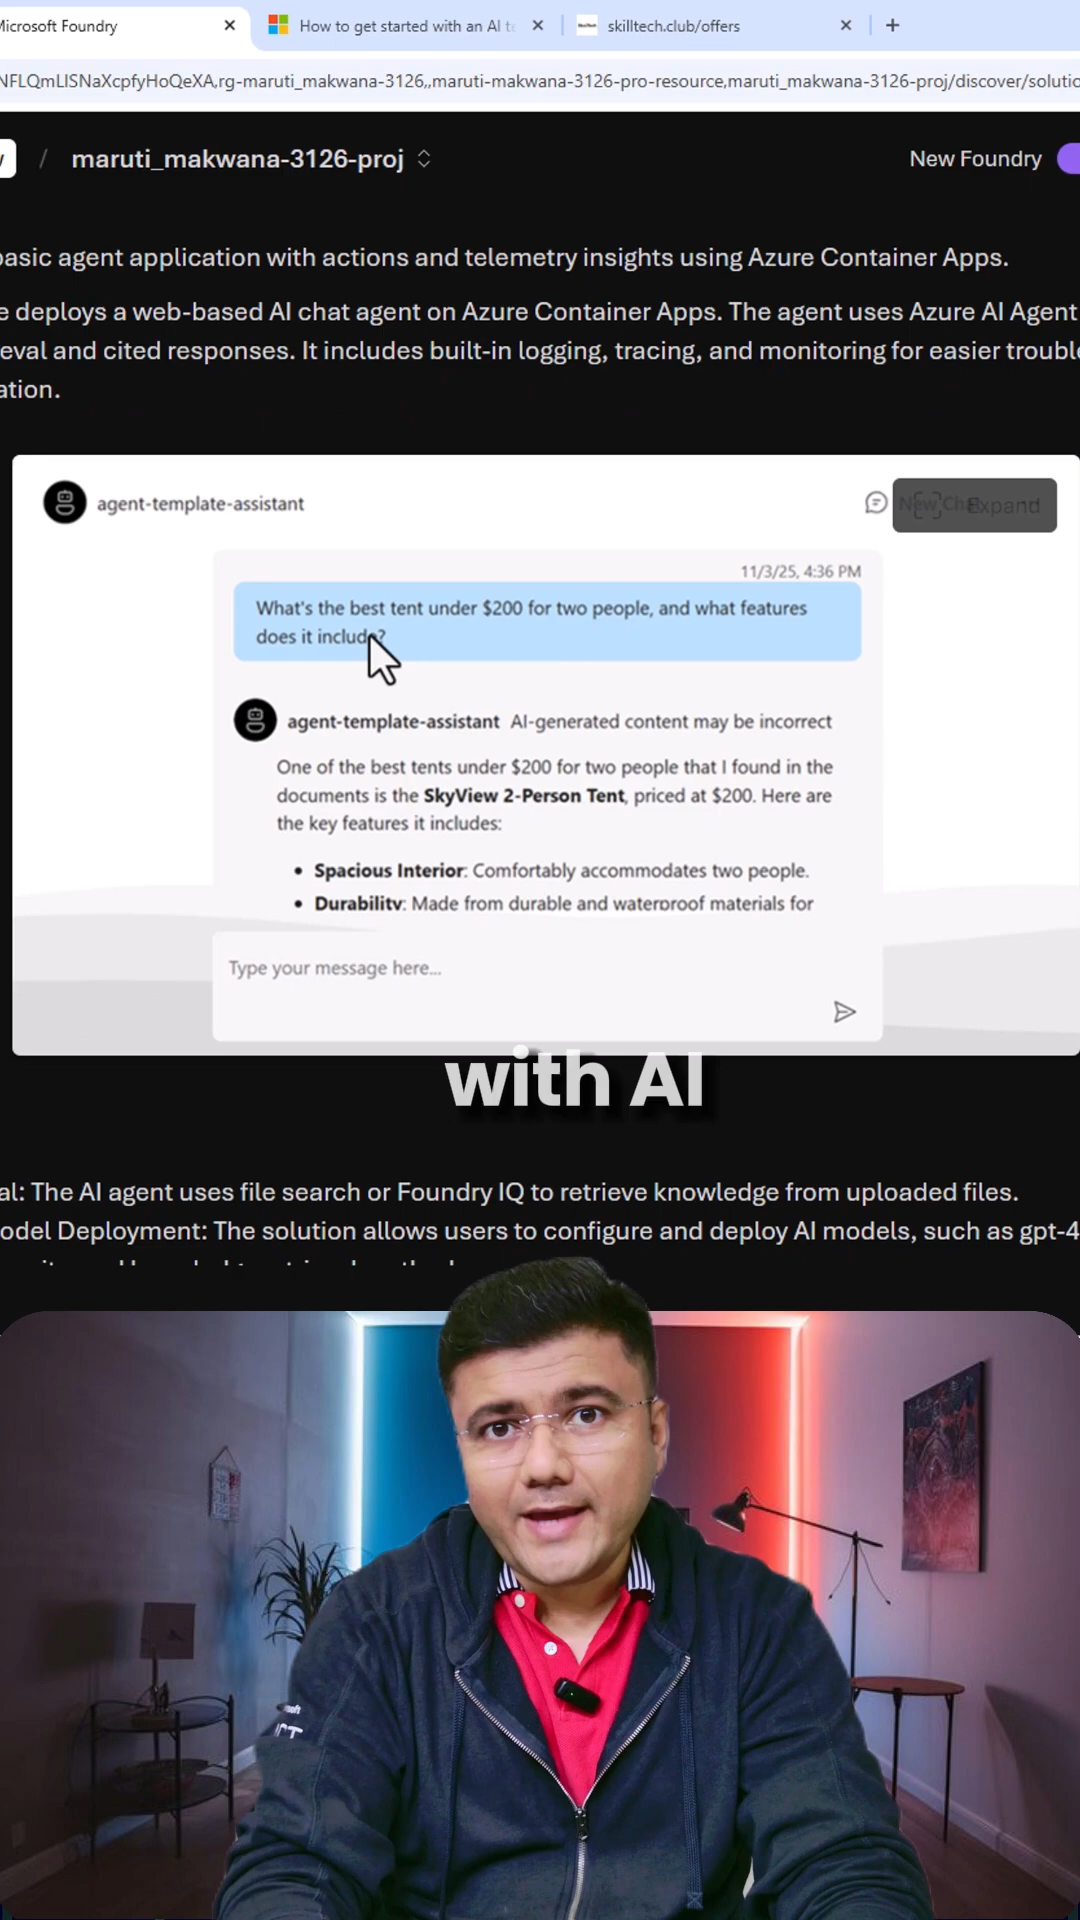 Microsoft Foundry
How to get started with an AI te
skilltech.club/offers
NFLQmLlSNaXcpfyHoQeXA,rg-maruti_makwana-3126,,maruti-makwana-3126-pro-resource,maruti_makwana-3126-proj/discover/solutio
/ maruti_makwana-3126-proj
New Foundry
basic agent application with actions and telemetry insights using Azure Container Apps.
e deploys a web-based AI chat agent on Azure Container Apps. The agent uses Azure AI Agent
eval and cited responses. It includes built-in logging, tracing, and monitoring for easier trouble
ation.
agent-template-assistant
New Chat
Expand
11/3/25, 4:36 PM
What's the best tent under $200 for two people, and what features
does it include?
agent-template-assistant AI-generated content may be incorrect
One of the best tents under $200 for two people that I found in the
documents is the SkyView 2-Person Tent, priced at $200. Here are
the key features it includes:
• Spacious Interior: Comfortably accommodates two people.
• Durability: Made from durable and waterproof materials for
Type your message here...
with AI
al: The AI agent uses file search or Foundry IQ to retrieve knowledge from uploaded files.
odel Deployment: The solution allows users to configure and deploy AI models, such as gpt-4